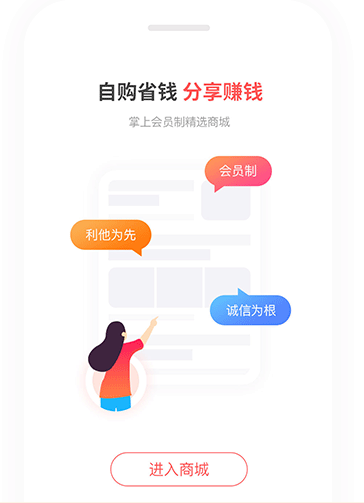 自购省钱 分享赚钱
掌上会员制精选商城
会员制
利他为先
诚信为根
进入商城